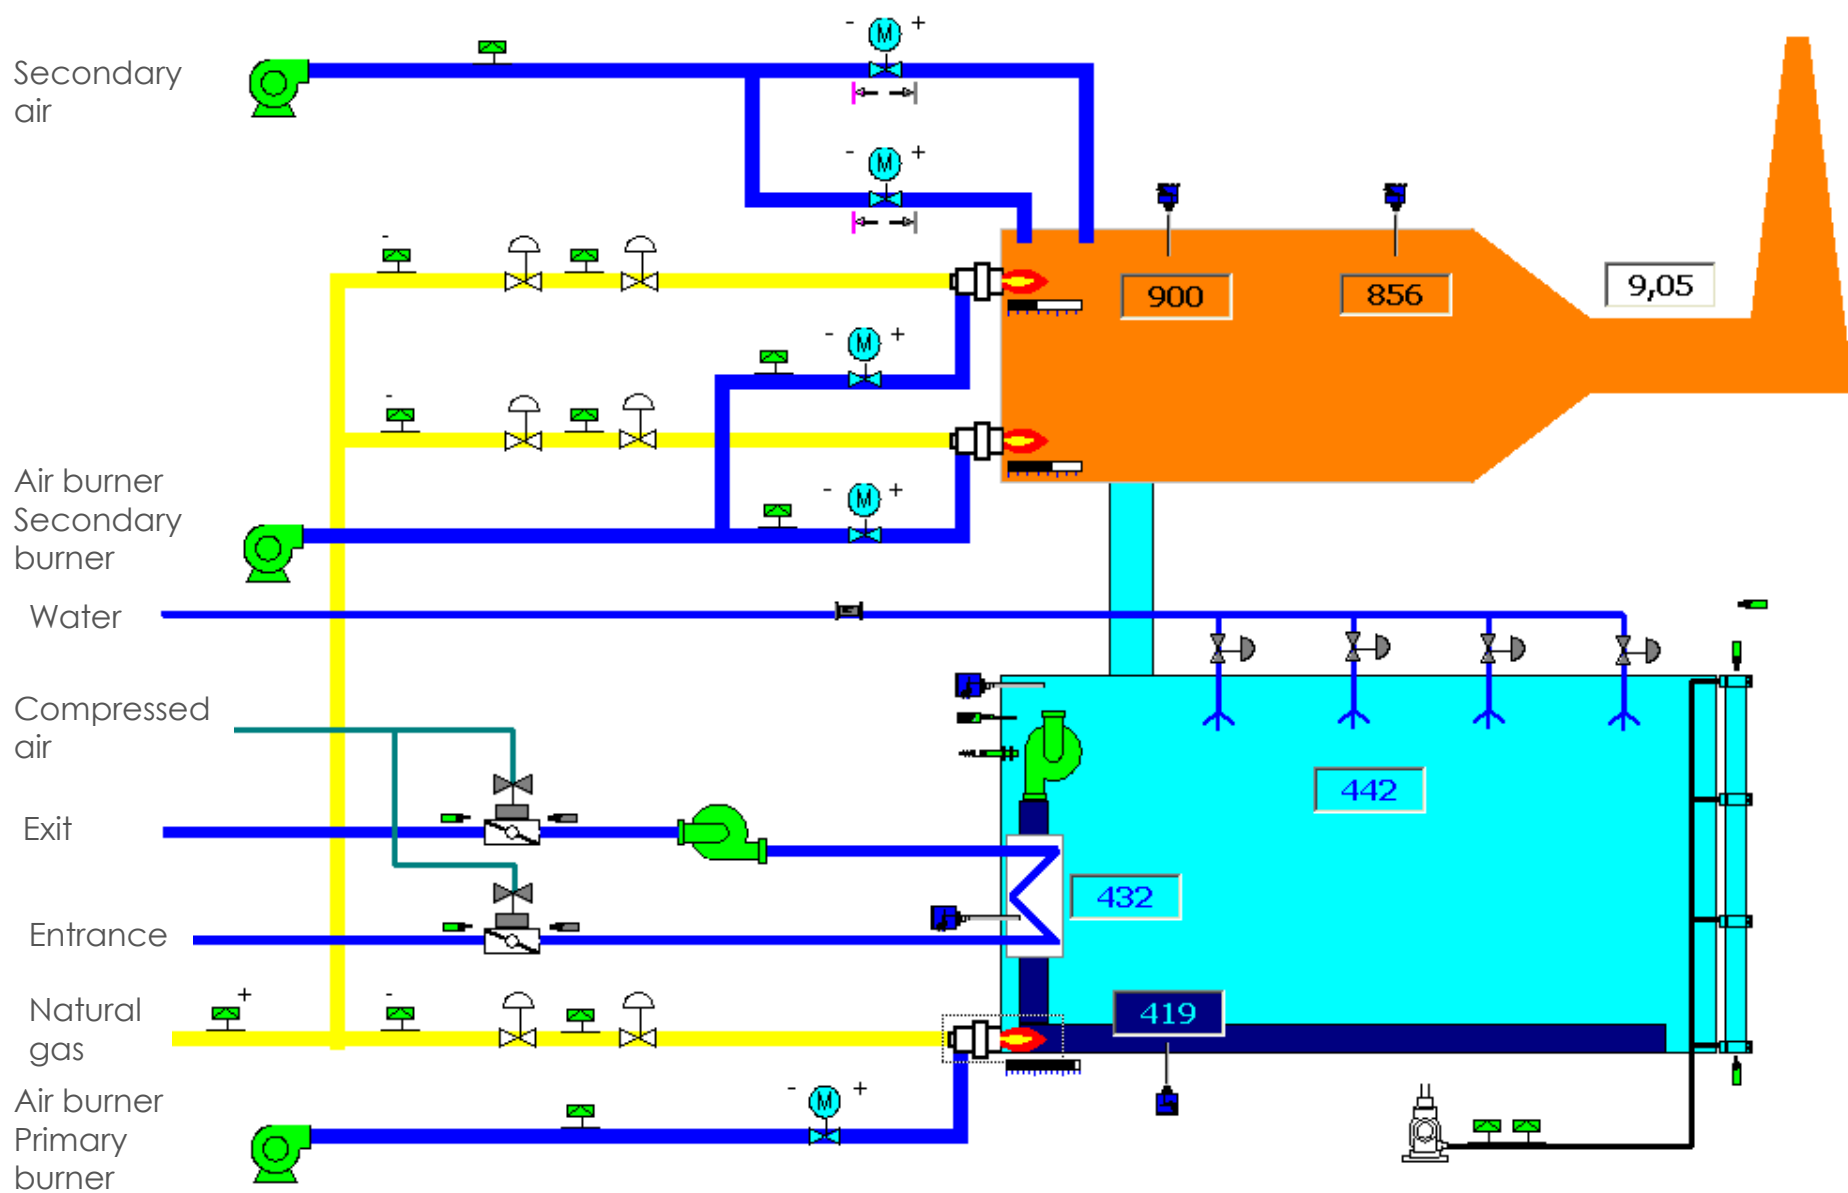 - M +
Secondary
air
- M +
-
900
856
9,05
- M +
-
Air burner
Secondary
burner
- M +
Water
Compressed
air
442
Exit
432
Entrance
+
-
Natural
gas
419
Air burner
Primary
burner
- M +